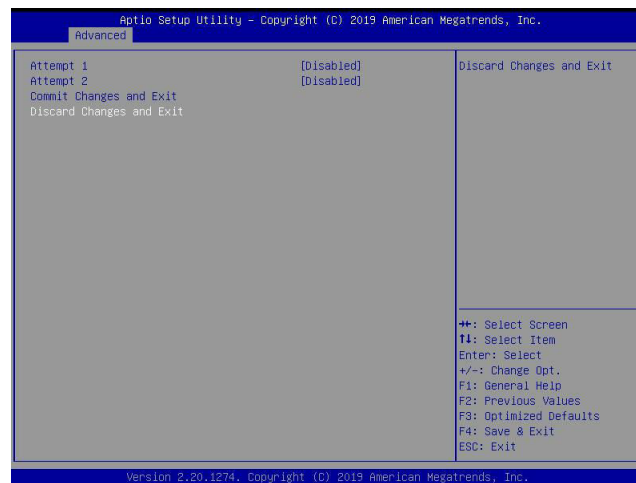 Aptio Setup Utility – Copyright (C) 2019 American Megatrends, Inc.
Advanced
Attempt 1 [Disabled]
Attempt 2 [Disabled]
Commit Changes and Exit
Discard Changes and Exit
Discard Changes and Exit
→←: Select Screen
↑↓: Select Item
Enter: Select
+/-: Change Opt.
F1: General Help
F2: Previous Values
F3: Optimized Defaults
F4: Save & Exit
ESC: Exit
Version 2.20.1274. Copyright (C) 2019 American Megatrends, Inc.